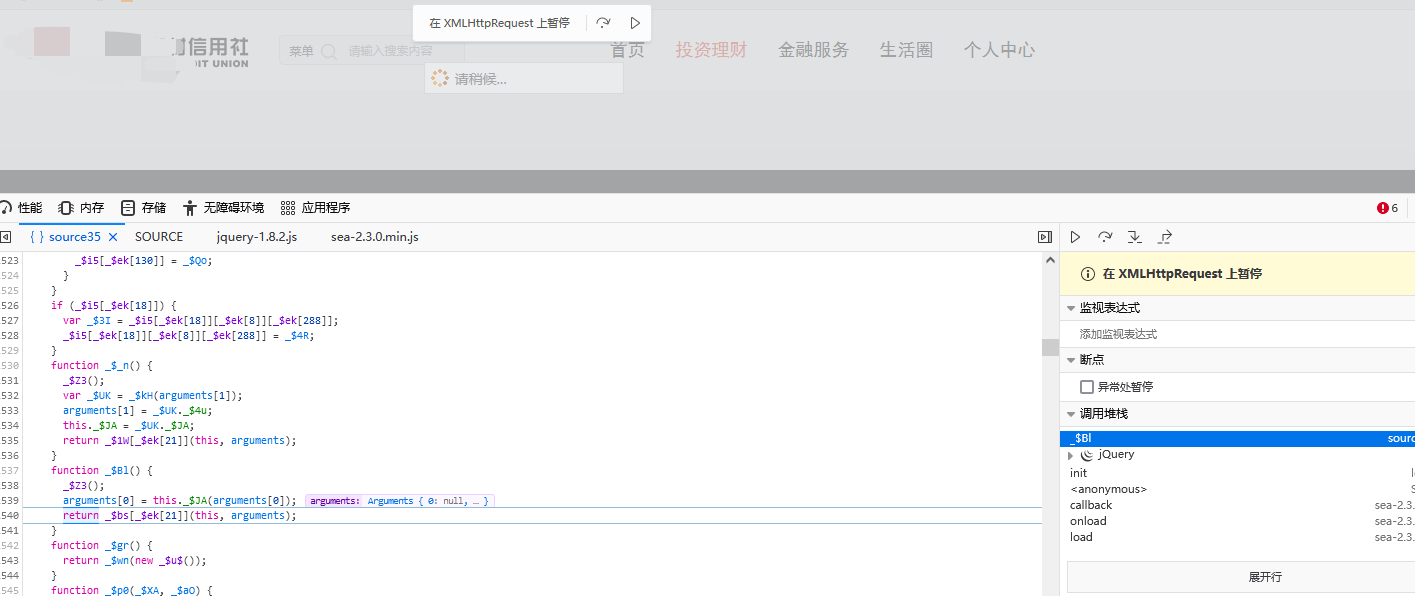 在 XMLHttpRequest 上暂停
信用社
DIT UNION
菜单
请输入搜索内容
首页
投资理财
金融服务
生活圈
个人中心
请稍候...
性能
内存
存储
无障碍环境
应用程序
6
{ } source35 ×
SOURCE
jquery-1.8.2.js
sea-2.3.0.min.js
523 _$i5[_$ek[130]] = _$Qo;
524 }
525 }
526 if (_$i5[_$ek[18]]) {
527 var _$3I = _$i5[_$ek[18]][_$ek[8]][_$ek[288]];
528 _$i5[_$ek[18]][_$ek[8]][_$ek[288]] = _$4R;
529 }
530 function _$_n() {
531 _$Z3();
532 var _$UK = _$kH(arguments[1]);
533 arguments[1] = _$UK._$4u;
534 this._$JA = _$UK._$JA;
535 return _$1W[_$ek[21]](this, arguments);
536 }
537 function _$Bl() {
538 _$Z3();
539 arguments[0] = this._$JA(arguments[0]); arguments: Arguments { 0: null, … }
540 return _$bs[_$ek[21]](this, arguments);
541 }
542 function _$gr() {
543 return _$wn(new _$u$());
544 }
545 function _$p0(_$XA, _$aO) {
在 XMLHttpRequest 上暂停
监视表达式
添加监视表达式
断点
异常处暂停
调用堆栈
_$Bl sourc
jQuery
init
<anonymous>
callback sea-2.3.
onload sea-2.3.
load sea-2.3.
展开行